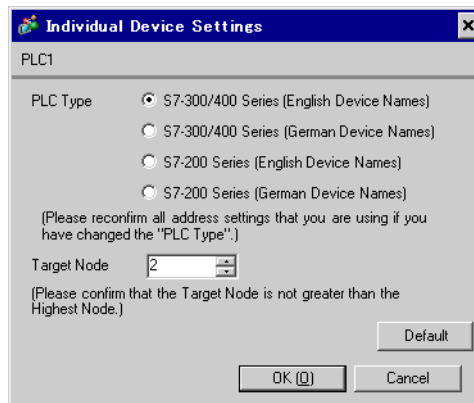 Individual Device Settings
PLC1
PLC Type
S7-300/400 Series (English Device Names)
S7-300/400 Series (German Device Names)
S7-200 Series (English Device Names)
S7-200 Series (German Device Names)
(Please reconfirm all address settings that you are using if you
have changed the "PLC Type".)
Target Node 2
(Please confirm that the Target Node is not greater than the
Highest Node.)
Default
OK (O) Cancel